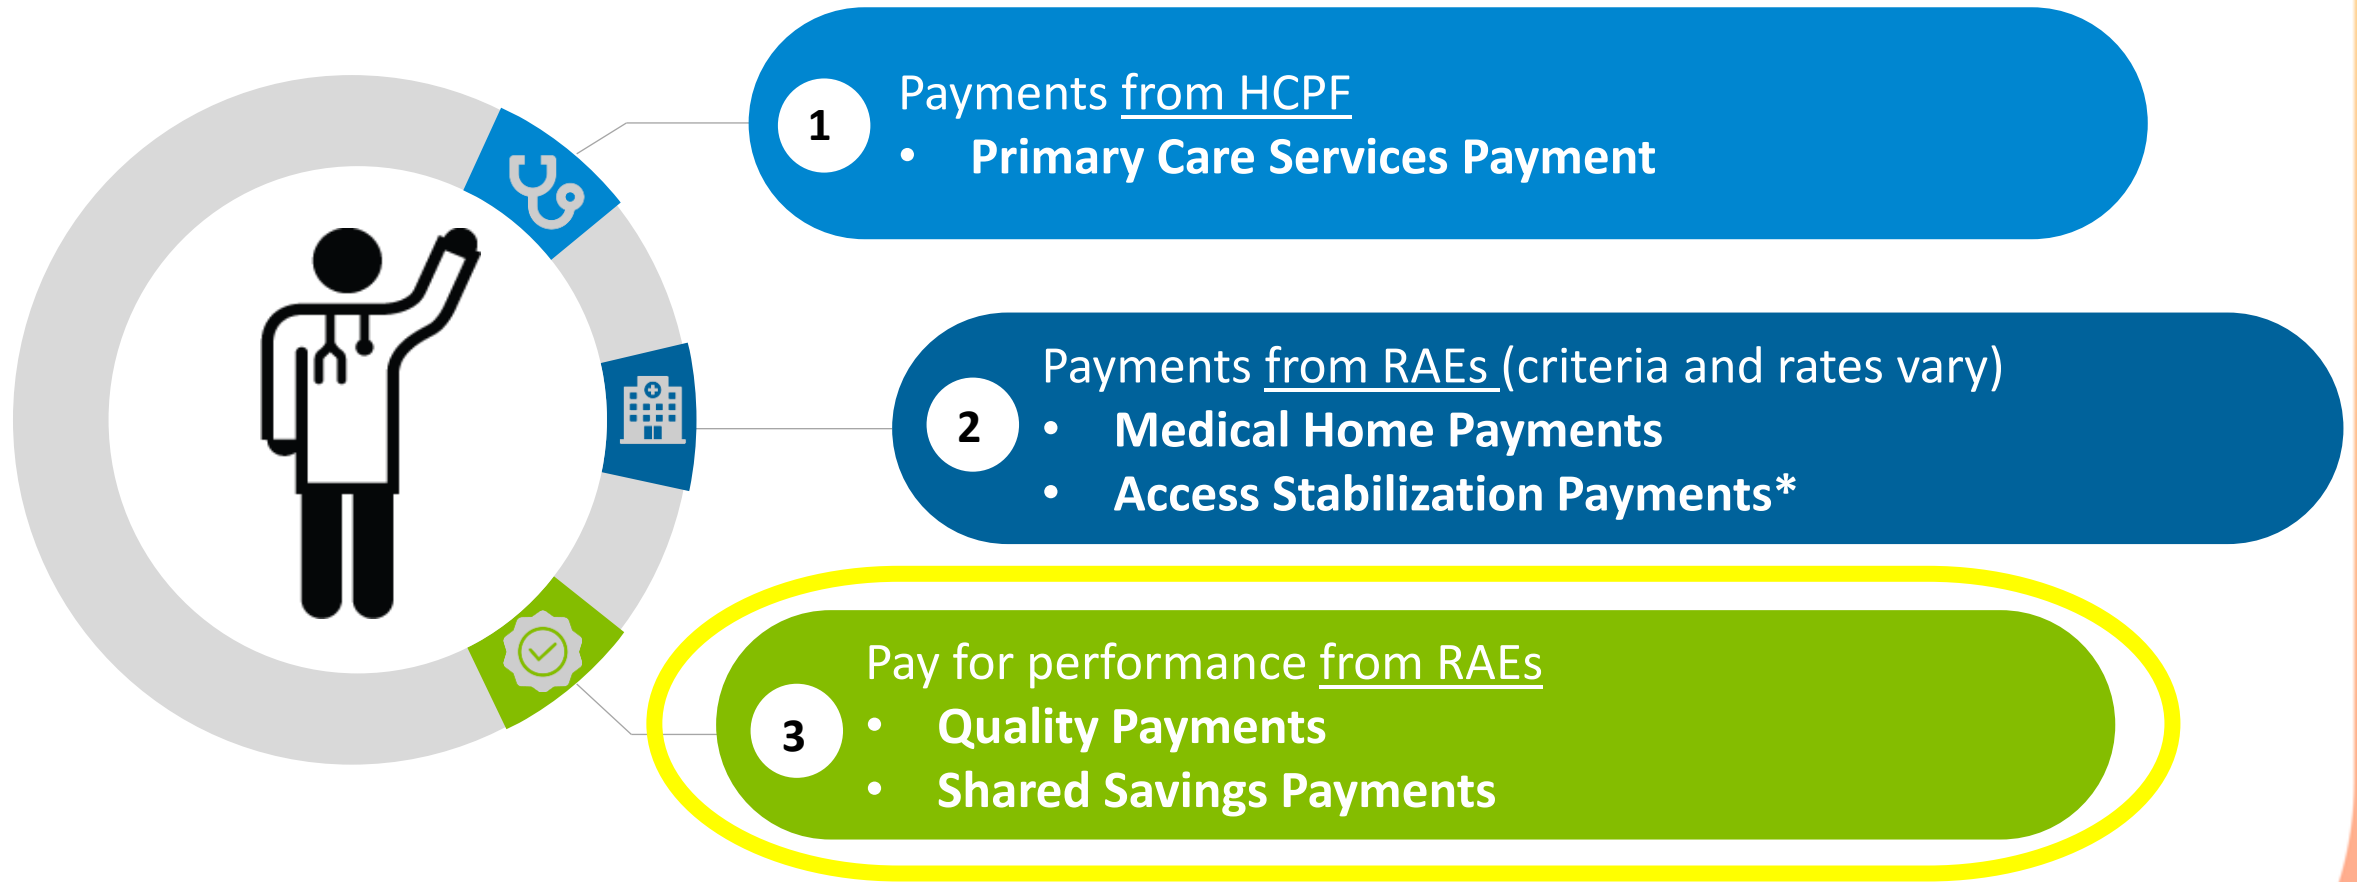 1
Payments from HCPF
• Primary Care Services Payment
2
Payments from RAEs (criteria and rates vary)
• Medical Home Payments
• Access Stabilization Payments*
3
Pay for performance from RAEs
• Quality Payments
• Shared Savings Payments